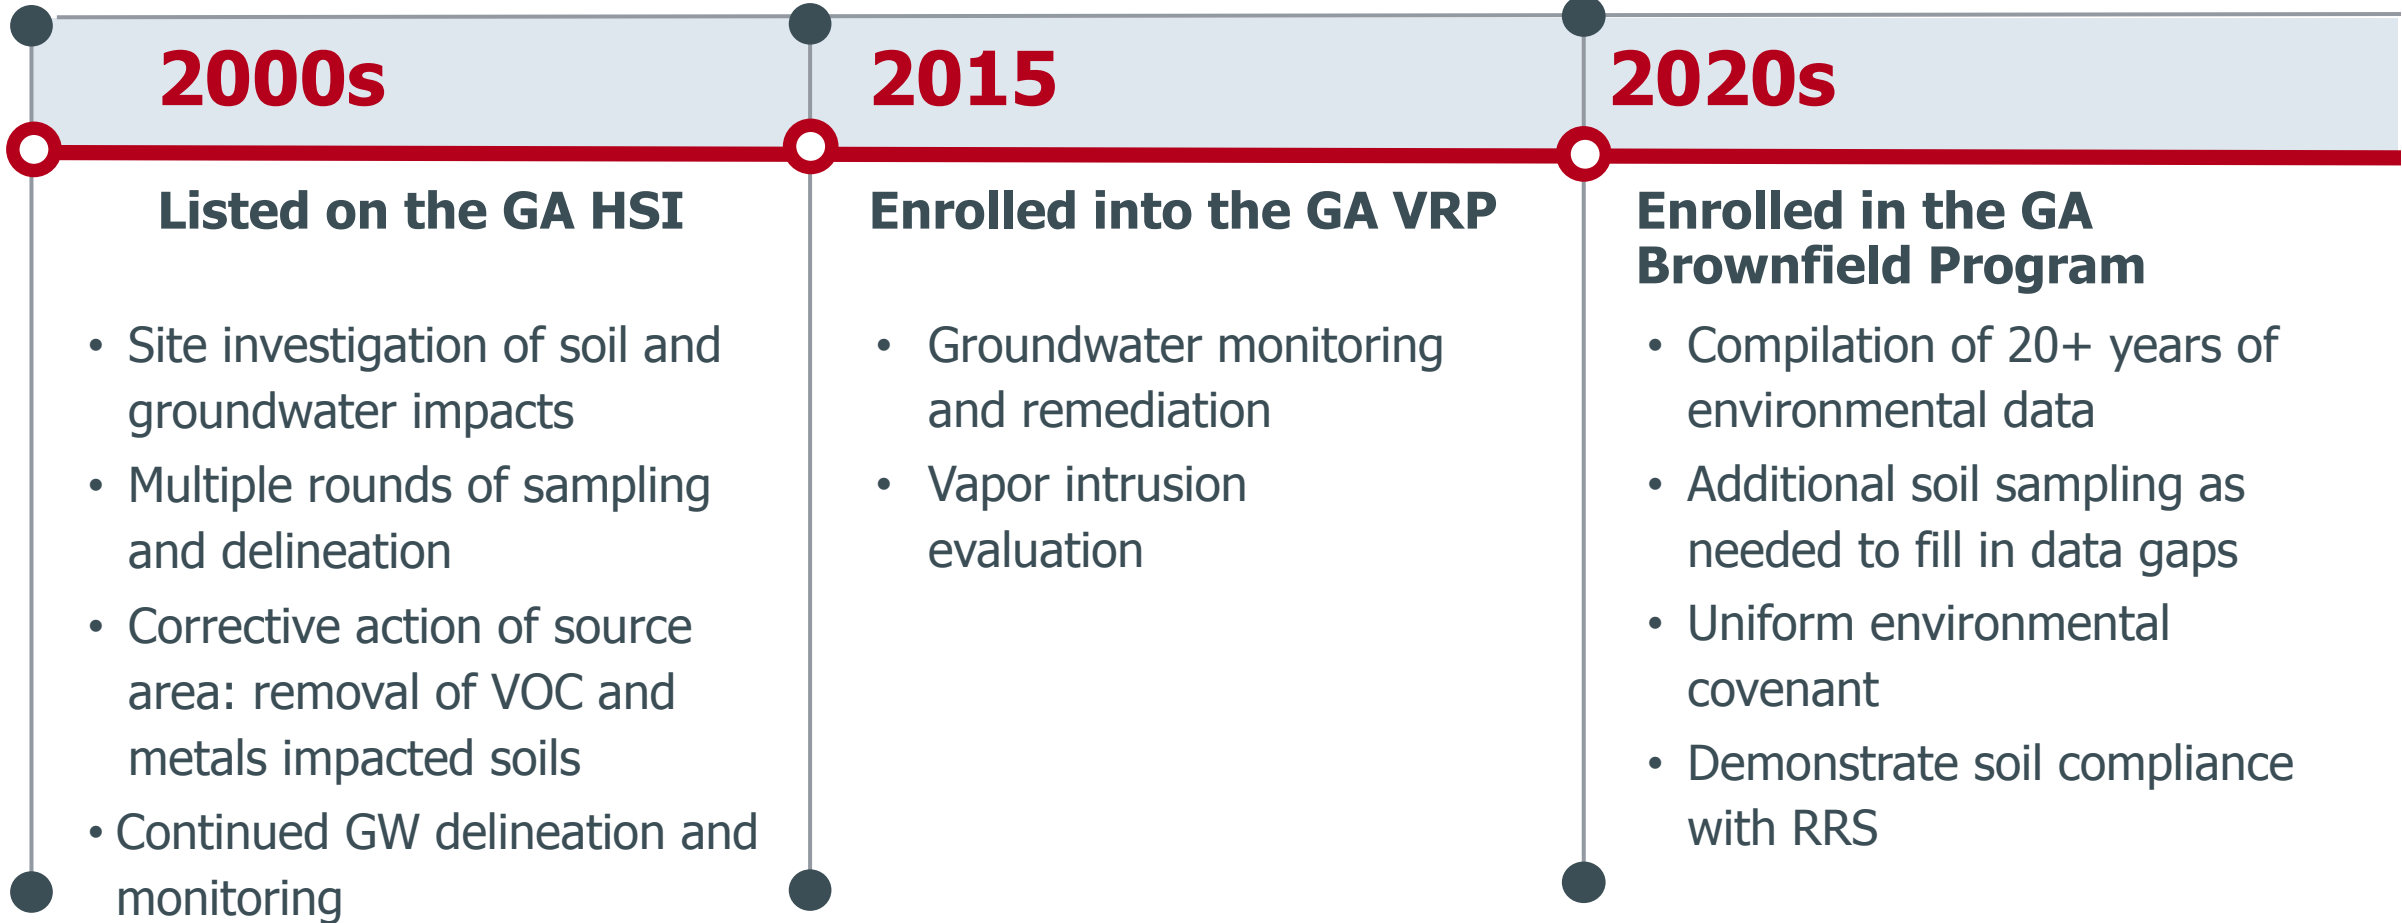 2000s
Listed on the GA HSI
• Site investigation of soil and
groundwater impacts
• Multiple rounds of sampling
and delineation
• Corrective action of source
area: removal of VOC and
metals impacted soils
• Continued GW delineation and
monitoring
2015
Enrolled into the GA VRP
• Groundwater monitoring
and remediation
• Vapor intrusion
evaluation
2020s
Enrolled in the GA
Brownfield Program
• Compilation of 20+ years of
environmental data
• Additional soil sampling as
needed to fill in data gaps
• Uniform environmental
covenant
• Demonstrate soil compliance
with RRS